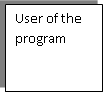 User of the
program